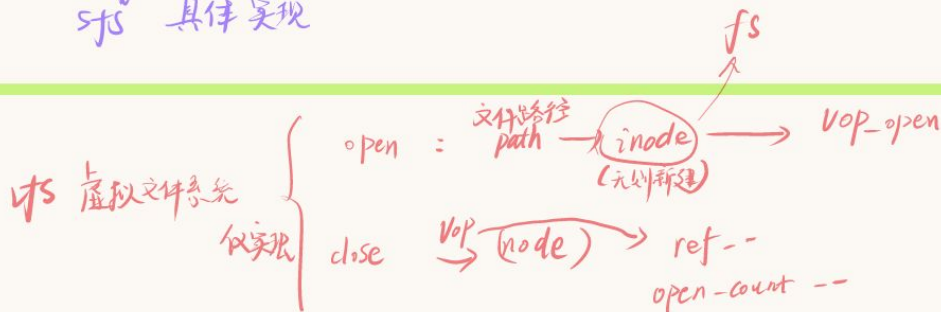 sfs 具体实现
fs
open : 文件路径 path → inode → VOP_open
(无则新建)
vfs 虚拟文件系统
仅实现
close VOP → (node) → ref --
open-count --